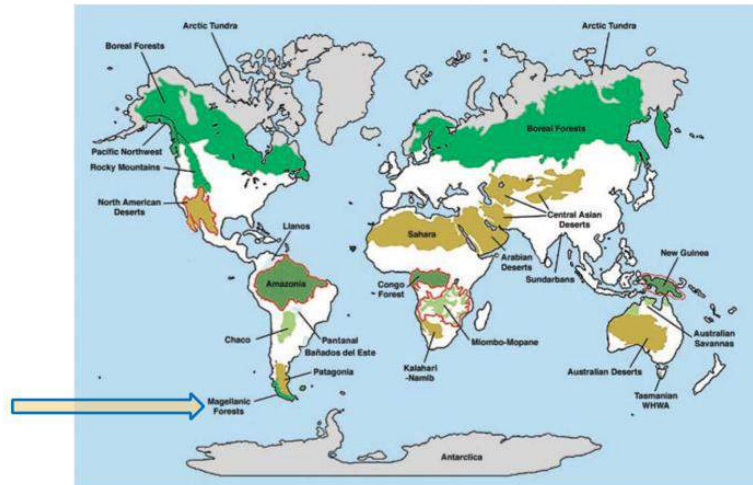 Arctic Tundra
Arctic Tundra
Boreal Forests
Boreal Forests
Pacific Northwest
Rocky Mountains
North American
Deserts
Central Asian
Deserts
Llanos
Sahara
Arabian
Deserts
New Guinea
Sundarbans
Amazonia
Congo
Forest
Chaco
Pantanal
Bañados del Este
Miombo-Mopane
Australian
Savannas
Patagonia
Kalahari
-Namib
Australian Deserts
Magellanic
Forests
Tasmanian
WHWA
Antarctica